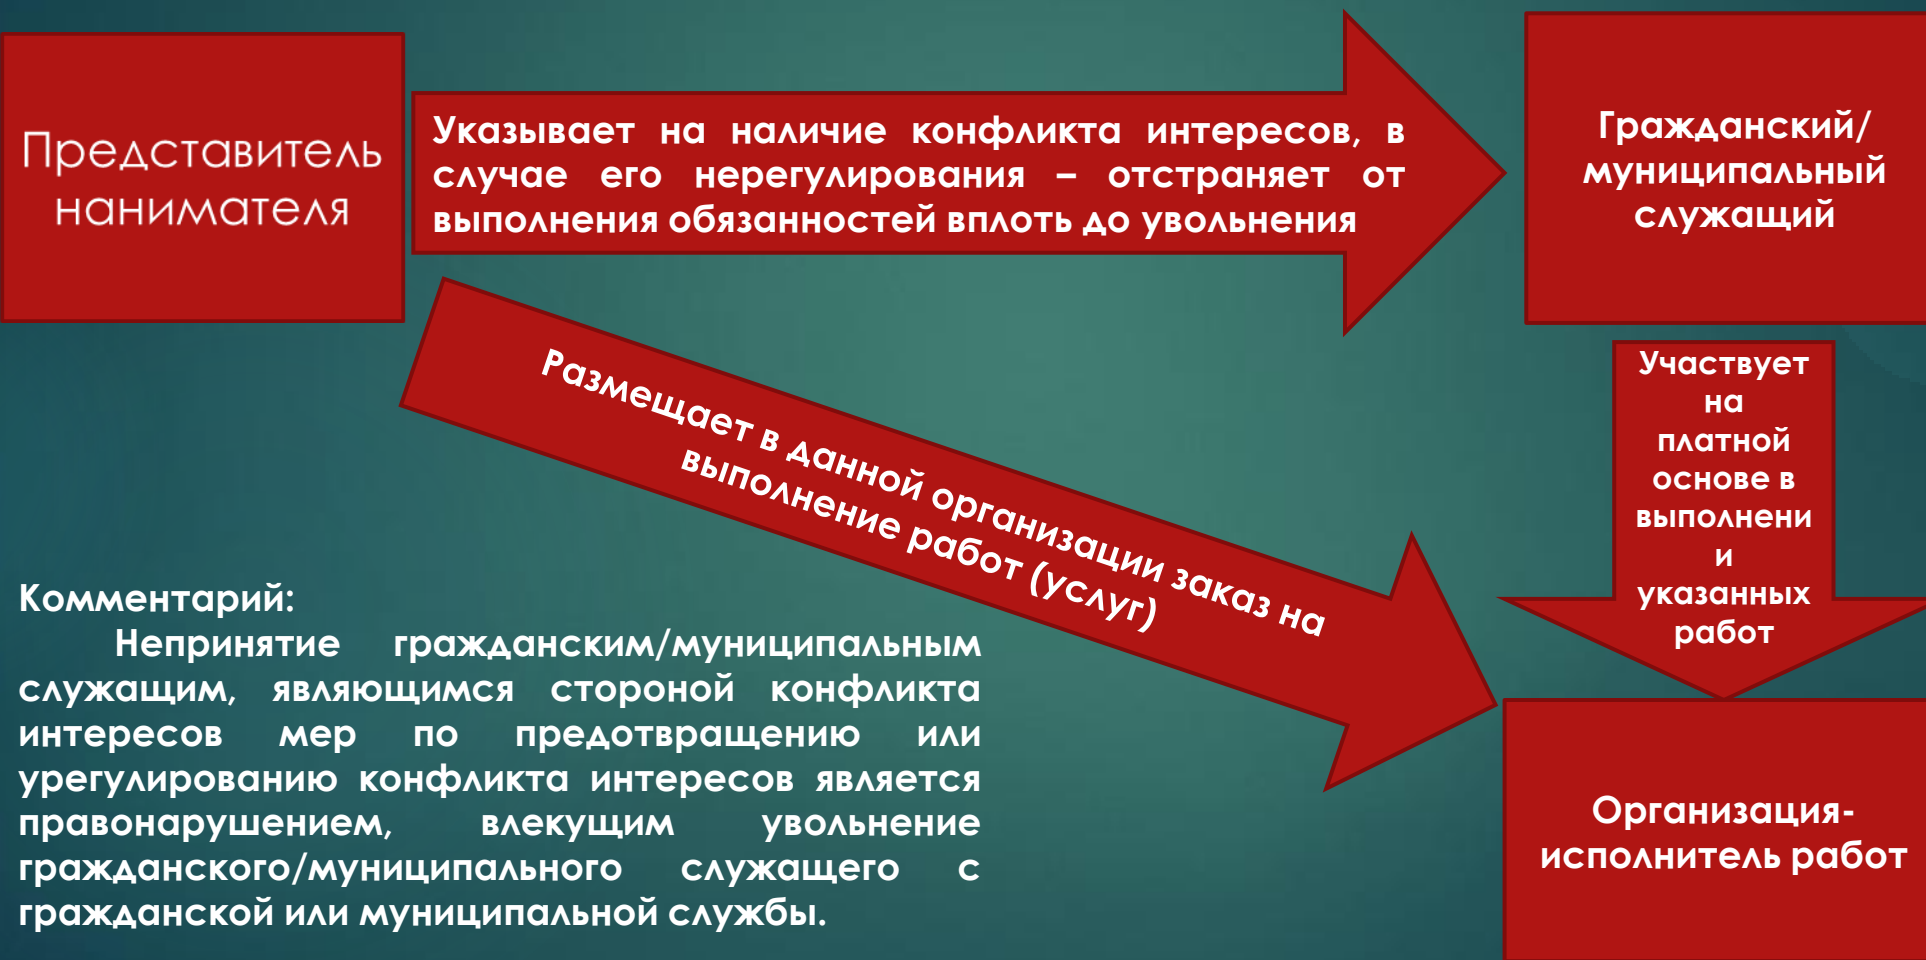 Представитель
нанимателя
Указывает на наличие конфликта интересов, в
случае его нерегулирования – отстраняет от
выполнения обязанностей вплоть до увольнения
Гражданский/
муниципальный
служащий
Размещает в данной организации заказ на
выполнение работ (услуг)
Участвует
на
платной
основе в
выполнени
и
указанных
работ
Комментарий:
Непринятие гражданским/муниципальным
служащим, являющимся стороной конфликта
интересов мер по предотвращению или
урегулированию конфликта интересов является
правонарушением, влекущим увольнение
гражданского/муниципального служащего с
гражданской или муниципальной службы.
Организация-
исполнитель работ